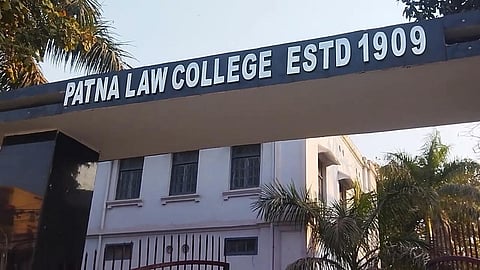 PATNA LAW COLLEGE ESTD 1909